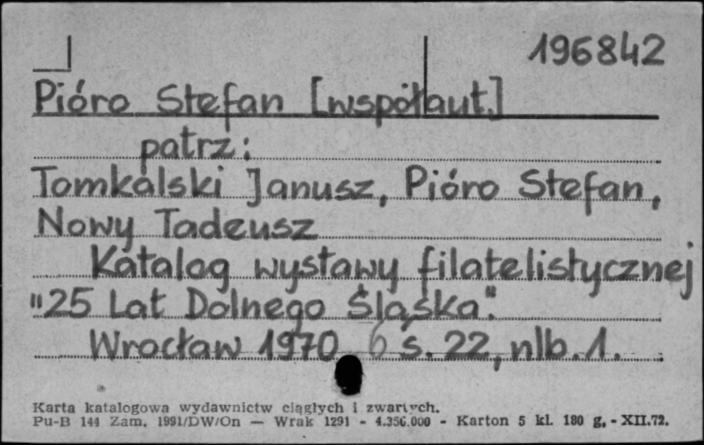 196842
Pióro Stefan [współaut.]
patrz:
Tomkalski Janusz, Pióro Stefan,
Nowy Tadeusz
Katalog wystawy filatelistycznej
"25 Lat Dolnego Śląska".
Wrocław 1970 6 s. 22, nlb. 1.
Karta katalogowa wydawnictw ciągłych i zwartych.
Pu-B 144 Zam. 1991/DW/On — Wrak 1291 - 4.356.000 - Karton 5 kl. 180 g. - XII.72.